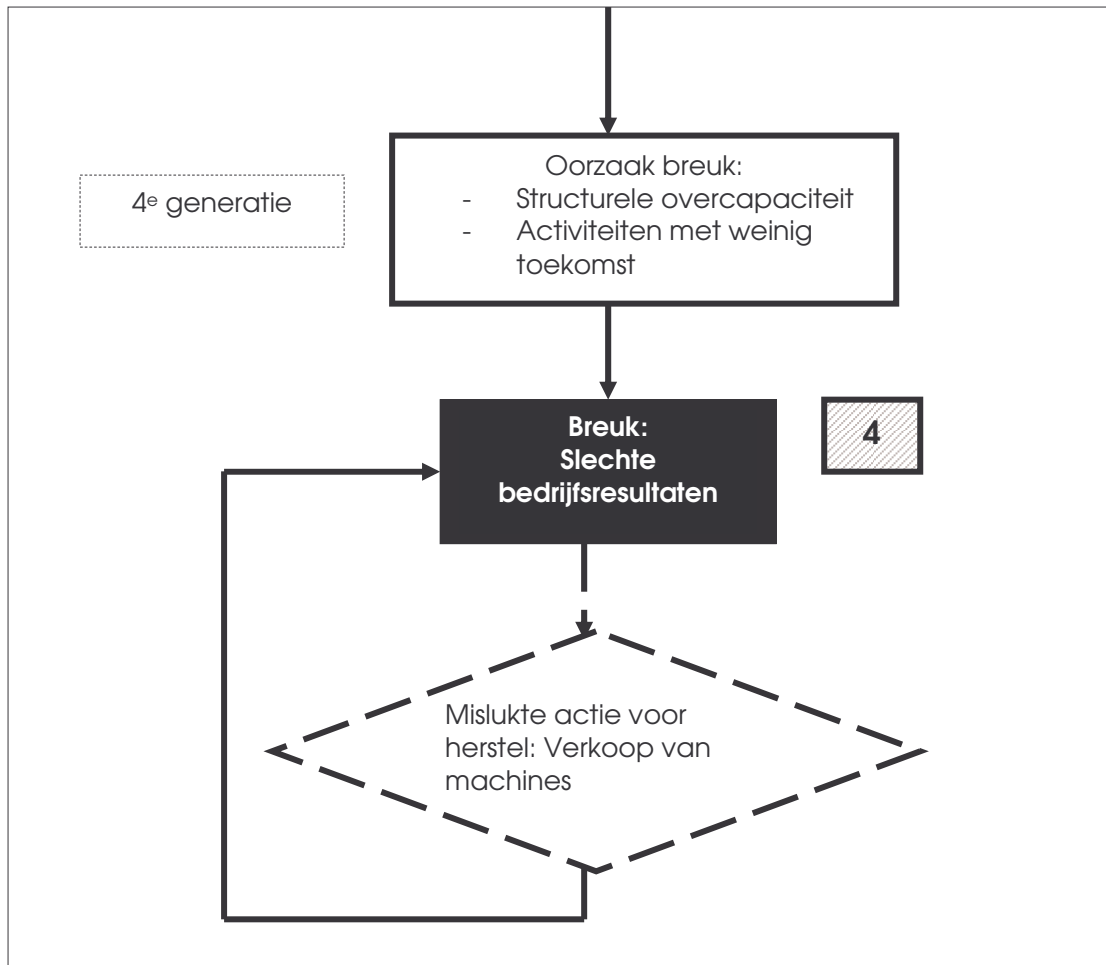 4e generatie
Oorzaak breuk:
- Structurele overcapaciteit
- Activiteiten met weinig
toekomst
Breuk:
Slechte
bedrijfsresultaten
4
Mislukte actie voor
herstel: Verkoop van
machines